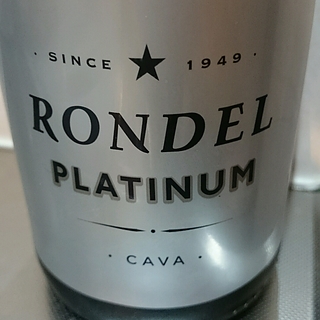 · SINCE ★ 1949 ·
RONDEL
PLATINUM
· CAVA ·